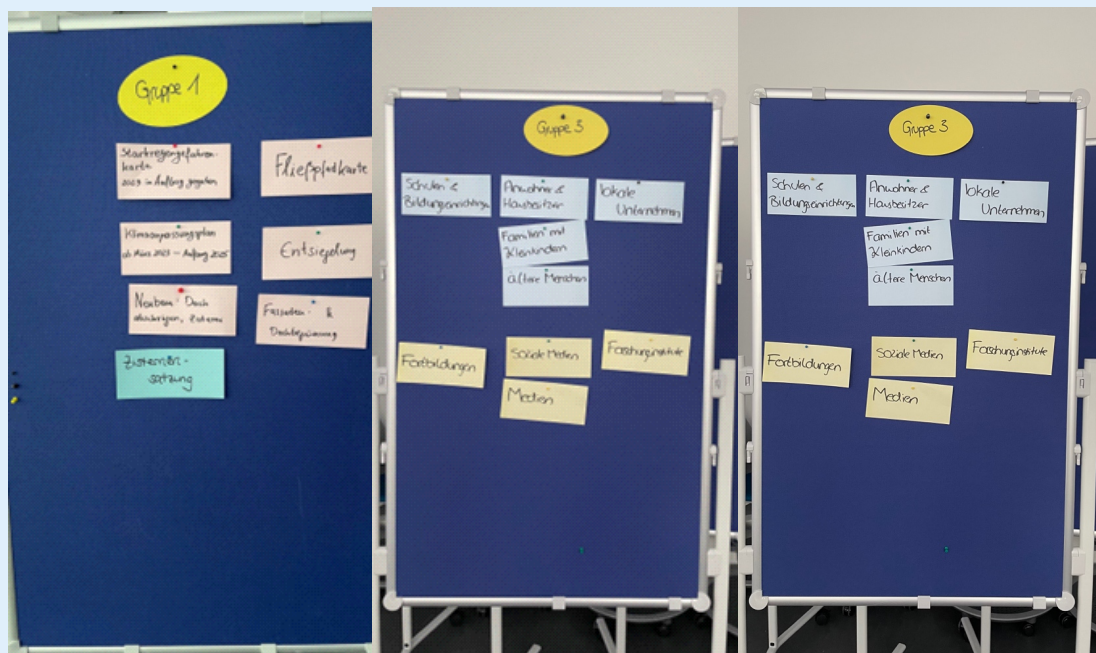 Gruppe 1
Starkregengefahren-
karte
2023 in Auftrag gegeben
Fließpfadkarte
Klimaanpassungsplan
ab März 2023 - Anfang 2025
Entsiegelung
Neubau: Dach
Fassaden- &
Dachbegrünung
Zisternen-
satzung
Gruppe 3
Schulen &
Bildungseinrichtungen
Anwohner &
Hausbesitzer
lokale
Unternehmen
Familien mit
Kleinkindern
ältere Menschen
Fortbildungen
Soziale Medien
Forschungsinstitute
Medien
Gruppe 3
Schulen &
Bildungseinrichtungen
Anwohner &
Hausbesitzer
lokale
Unternehmen
Familien mit
Kleinkindern
ältere Menschen
Fortbildungen
Soziale Medien
Forschungsinstitute
Medien